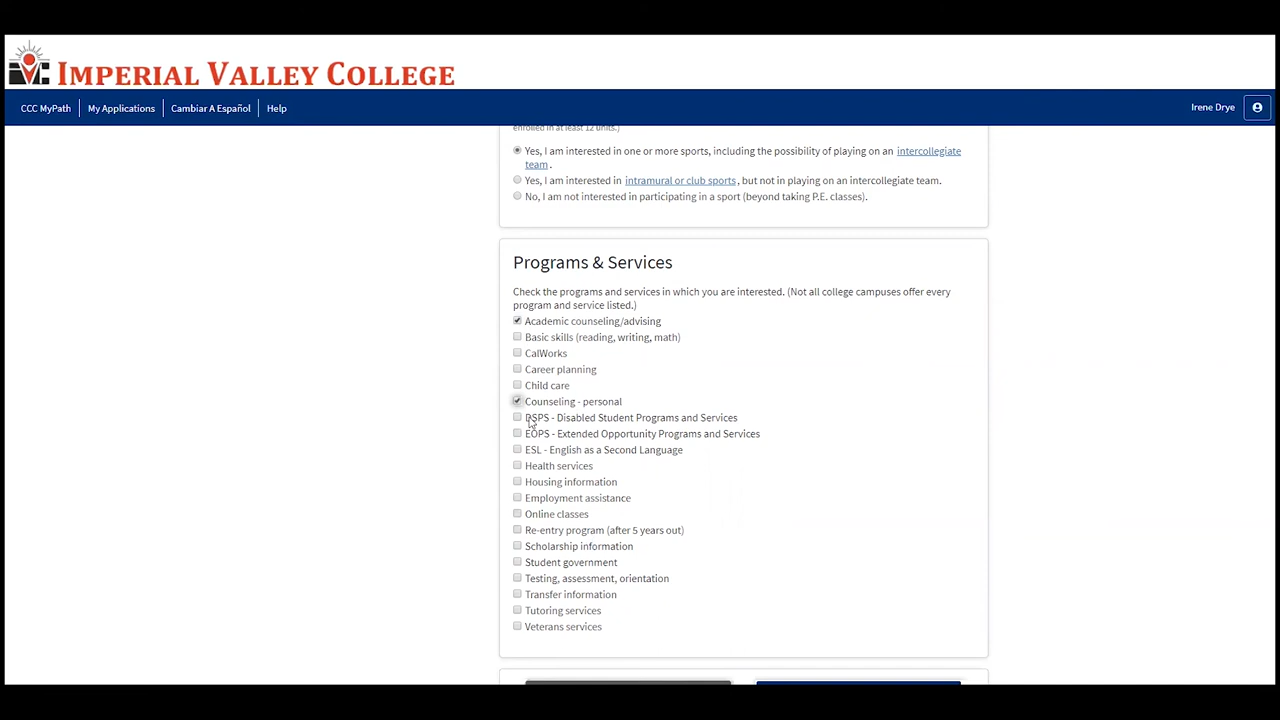 IMPERIAL VALLEY COLLEGE
CCC MyPath
My Applications
Cambiar A Español
Help
Irene Drye
enrolled in at least 12 units.)
Yes, I am interested in one or more sports, including the possibility of playing on an intercollegiate
team .
Yes, I am interested in intramural or club sports , but not in playing on an intercollegiate team.
No, I am not interested in participating in a sport (beyond taking P.E. classes).
Programs & Services
Check the programs and services in which you are interested. (Not all college campuses offer every
program and service listed.)
Academic counseling/advising
Basic skills (reading, writing, math)
CalWorks
Career planning
Child care
Counseling - personal
DSPS - Disabled Student Programs and Services
EOPS - Extended Opportunity Programs and Services
ESL - English as a Second Language
Health services
Housing information
Employment assistance
Online classes
Re-entry program (after 5 years out)
Scholarship information
Student government
Testing, assessment, orientation
Transfer information
Tutoring services
Veterans services